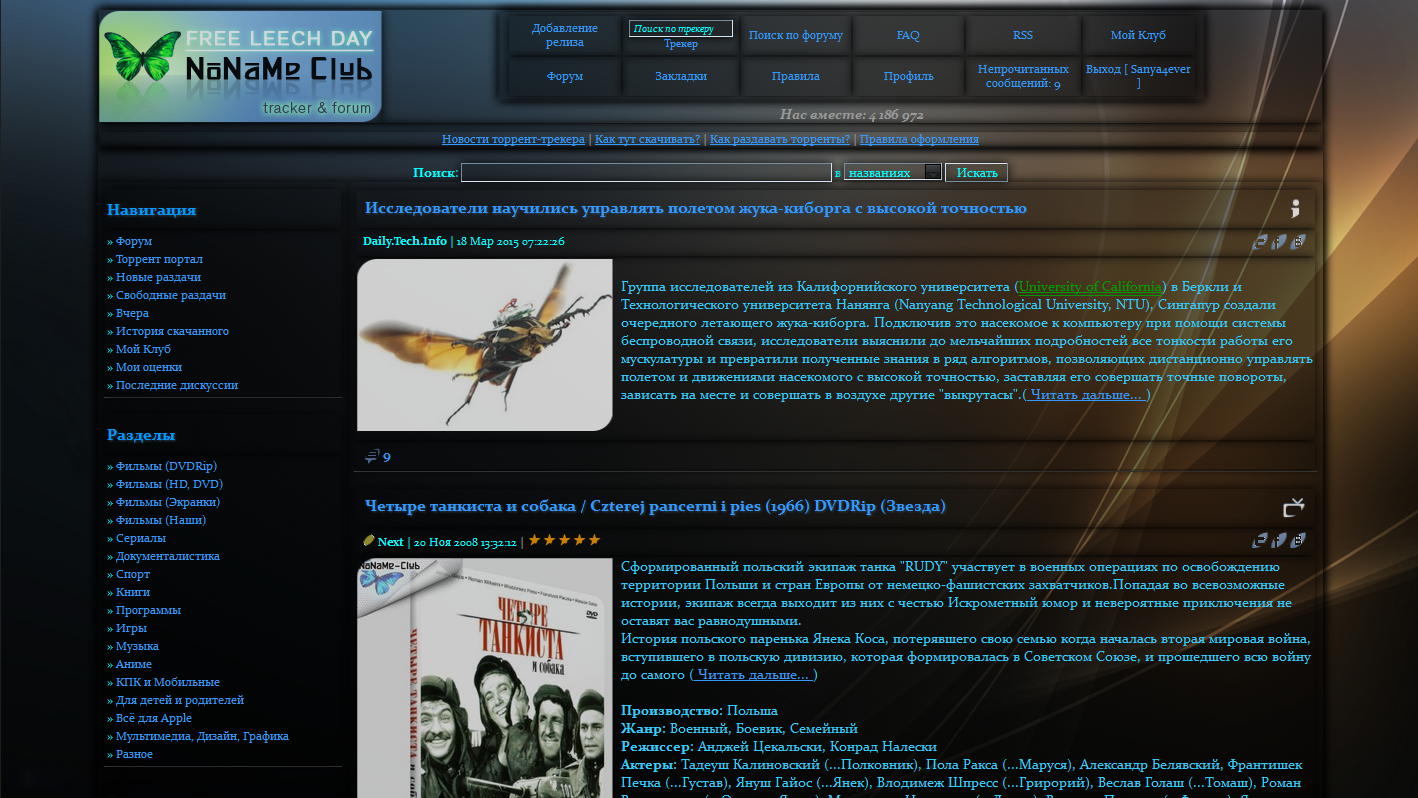 FREE LEECH DAY
NaNaMe Club
tracker & forum
Добавление релиза
Поиск по трекеру
Трекер
Поиск по форуму
FAQ
RSS
Мой Клуб
Форум
Закладки
Правила
Профиль
Непрочитанных сообщений: 9
Выход [ Sanya4ever ]
Нас вместе: 4 186 972
Новости торрент-трекера | Как тут скачивать? | Как раздавать торренты? | Правила оформления
Поиск: в названиях Искать
Навигация
» Форум
» Торрент портал
» Новые раздачи
» Свободные раздачи
» Вчера
» История скачанного
» Мой Клуб
» Мои оценки
» Последние дискуссии
Разделы
» Фильмы (DVDRip)
» Фильмы (HD, DVD)
» Фильмы (Экранки)
» Фильмы (Наши)
» Сериалы
» Документалистика
» Спорт
» Книги
» Программы
» Игры
» Музыка
» Аниме
» КПК и Мобильные
» Для детей и родителей
» Всё для Apple
» Мультимедиа, Дизайн, Графика
» Разное
Исследователи научились управлять полетом жука-киборга с высокой точностью
Daily.Tech.Info | 18 Мар 2015 07:22:26
Группа исследователей из Калифорнийского университета (University of California) в Беркли и
Технологического университета Нанянга (Nanyang Technological University, NTU), Сингапур создали
очередного летающего жука-киборга. Подключив это насекомое к компьютеру при помощи системы
беспроводной связи, исследователи выяснили до мельчайших подробностей все тонкости работы его
мускулатуры и превратили полученные знания в ряд алгоритмов, позволяющих дистанционно управлять
полетом и движениями насекомого с высокой точностью, заставляя его совершать точные повороты,
зависать на месте и совершать в воздухе другие "выкрутасы".( Читать дальше... )
9
Четыре танкиста и собака / Czterej pancerni i pies (1966) DVDRip (Звезда)
Next | 20 Ноя 2008 13:32:12 |
NaNaMe-Club
ЧЕТЫРЕ
ТАНКИСТА
и собака
DVD
Сформированный польский экипаж танка "RUDY" участвует в военных операциях по освобождению
территории Польши и стран Европы от немецко-фашистских захватчиков.Попадая во всевозможные
истории, экипаж всегда выходит из них с честью Искрометный юмор и невероятные приключения не
оставят вас равнодушными.
История польского паренька Янека Коса, потерявшего свою семью когда началась вторая мировая война,
вступившего в польскую дивизию, которая формировалась в Советском Союзе, и прошедшего всю войну
до самого ( Читать дальше... )
Производство: Польша
Жанр: Военный, Боевик, Семейный
Режиссер: Анджей Цекальски, Конрад Налески
Актеры: Тадеуш Калиновский (...Полковник), Пола Ракса (...Маруся), Александр Белявский, Франтишек
Печка (...Густав), Януш Гайос (...Янек), Влодимеж Шпресс (...Грирорий), Веслав Голаш (...Томаш), Роман